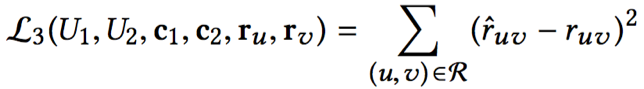 𝓛₃(U₁, U₂, 𝐜₁, 𝐜₂, 𝐫ᵤ, 𝐫ᵥ) = ∑ (r̂ᵤᵥ − rᵤᵥ)²
(u,v)∈𝓡